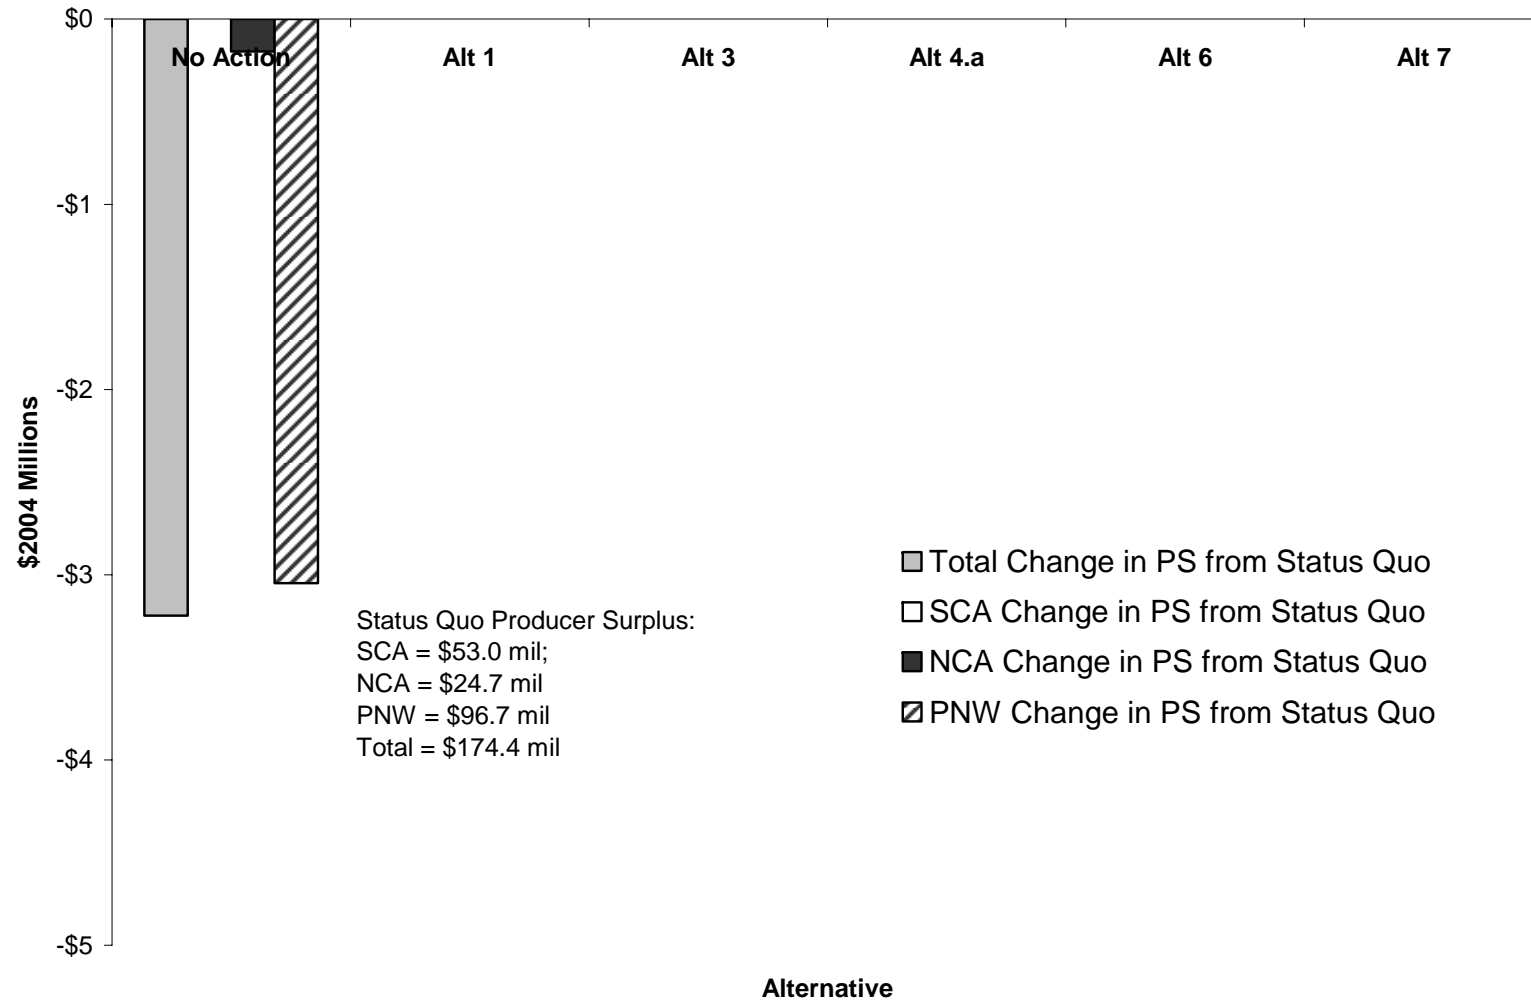 $0
No Action
Alt 1
Alt 3
Alt 4.a
Alt 6
Alt 7
-$1
-$2
-$3
-$4
-$5
$2004 Millions
Status Quo Producer Surplus:
SCA = $53.0 mil;
NCA = $24.7 mil
PNW = $96.7 mil
Total = $174.4 mil
Total Change in PS from Status Quo
SCA Change in PS from Status Quo
NCA Change in PS from Status Quo
PNW Change in PS from Status Quo
Alternative